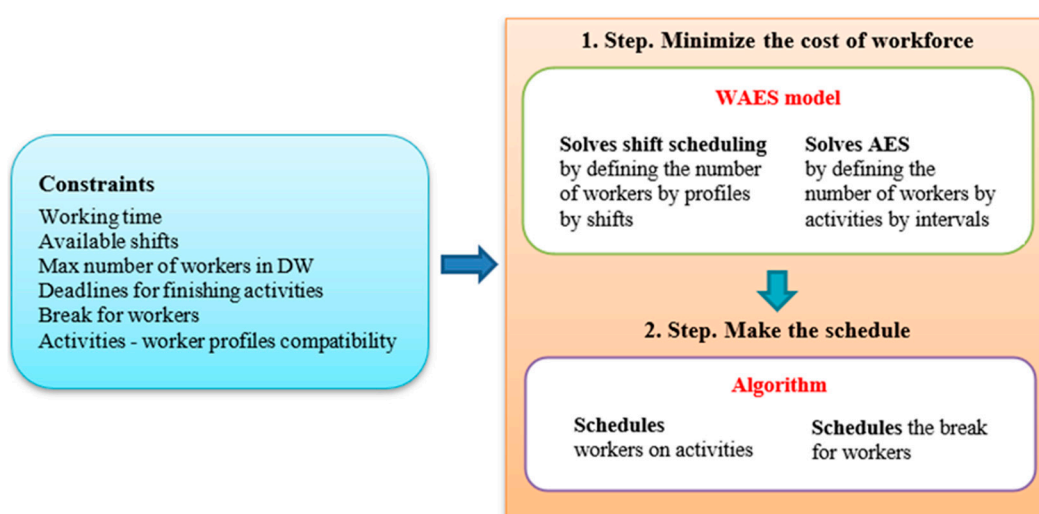 Constraints
Working time
Available shifts
Max number of workers in DW
Deadlines for finishing activities
Break for workers
Activities - worker profiles compatibility
1. Step. Minimize the cost of workforce
WAES model
Solves shift scheduling
by defining the number
of workers by profiles
by shifts
Solves AES
by defining the
number of workers by
activities by intervals
2. Step. Make the schedule
Algorithm
Schedules
workers on activities
Schedules the break
for workers